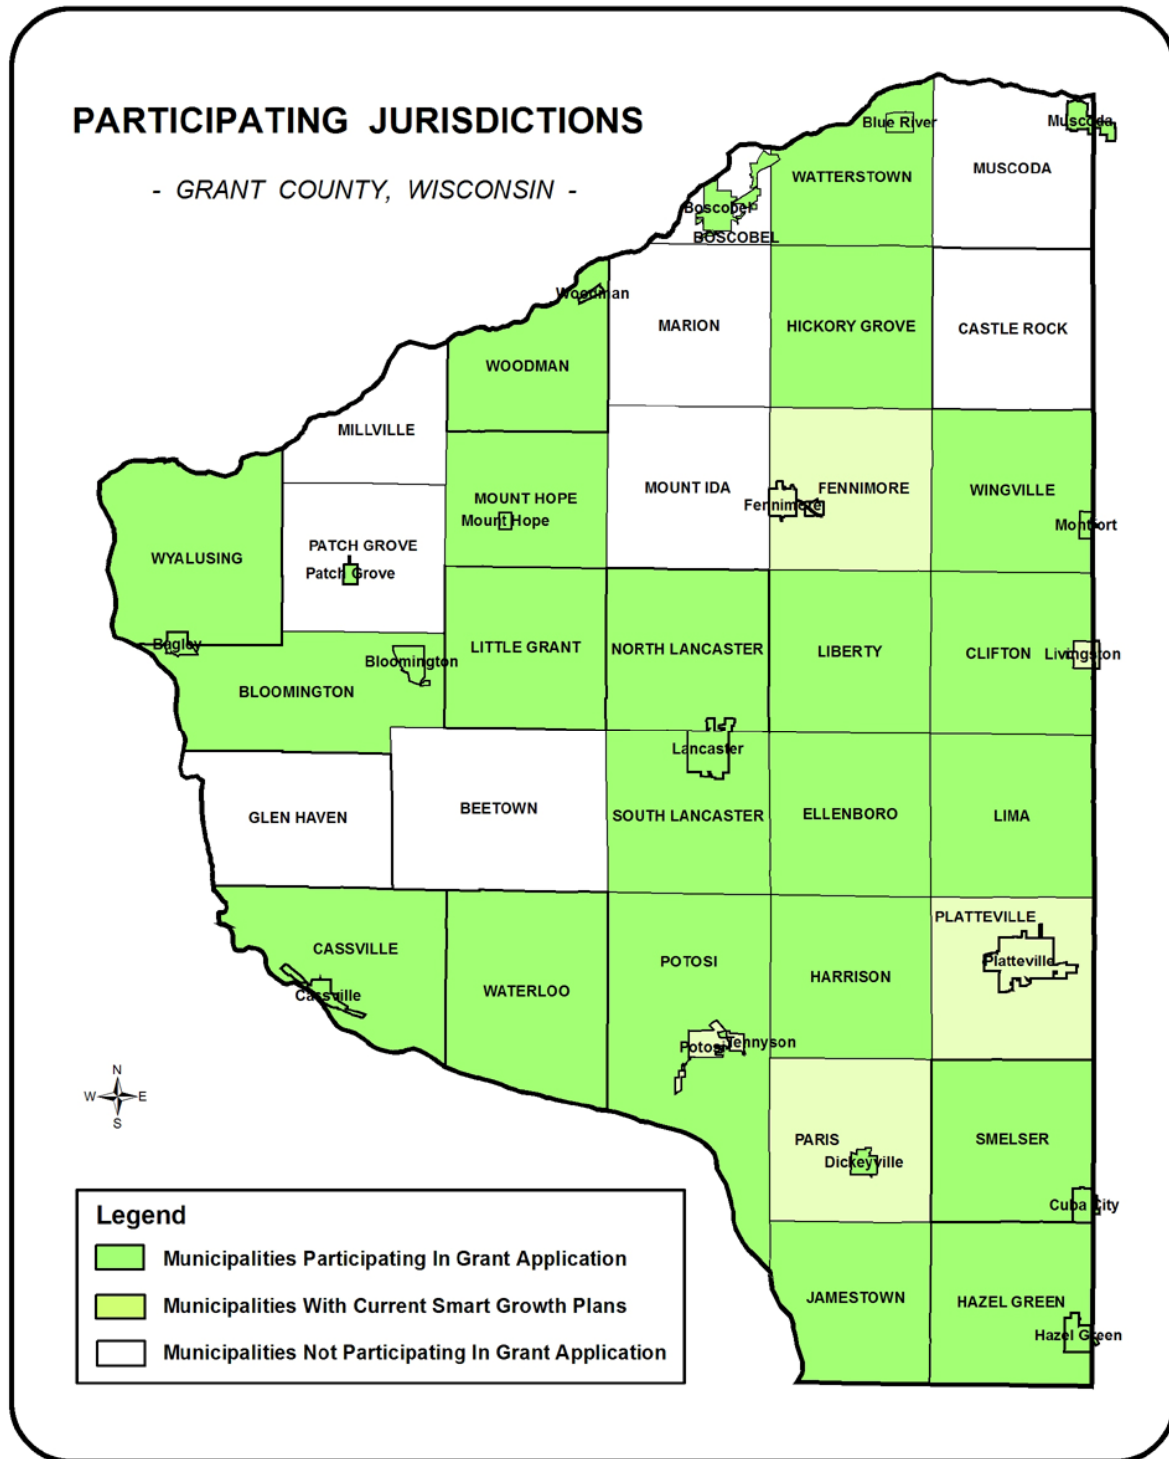 PARTICIPATING JURISDICTIONS
- GRANT COUNTY, WISCONSIN -
Blue River
Muscoda
MUSCODA
WATTERSTOWN
Boscobel
BOSCOBEL
Woodman
MARION
HICKORY GROVE
CASTLE ROCK
WOODMAN
MILLVILLE
MOUNT IDA
FENNIMORE
WINGVILLE
MOUNT HOPE
Fennimore
Mount Hope
Montfort
PATCH GROVE
WYALUSING
Patch Grove
Bagley
LITTLE GRANT
NORTH LANCASTER
LIBERTY
CLIFTON
Livingston
Bloomington
BLOOMINGTON
Lancaster
BEETOWN
GLEN HAVEN
SOUTH LANCASTER
ELLENBORO
LIMA
PLATTEVILLE
CASSVILLE
POTOSI
Platteville
HARRISON
WATERLOO
Cassville
Potosi
Tennyson
N
W
E
S
PARIS
SMELSER
Dickeyville
Cuba City
JAMESTOWN
HAZEL GREEN
Hazel Green
Legend
Municipalities Participating In Grant Application
Municipalities With Current Smart Growth Plans
Municipalities Not Participating In Grant Application